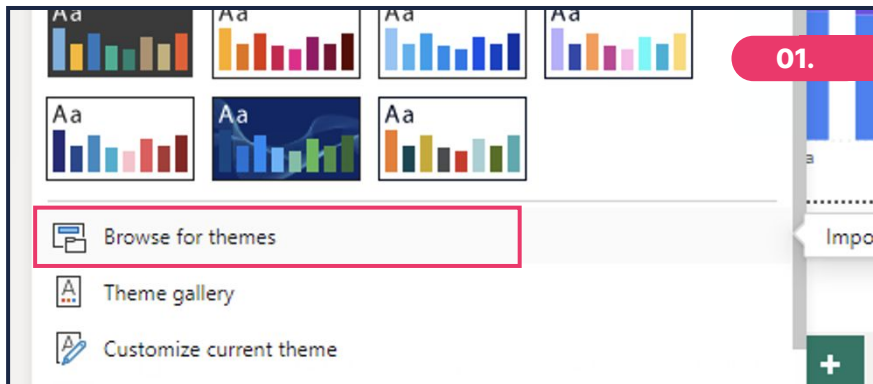 Aa Aa Aa Aa
01.
Aa Aa Aa
a
Browse for themes
Impo
Theme gallery
Customize current theme
+